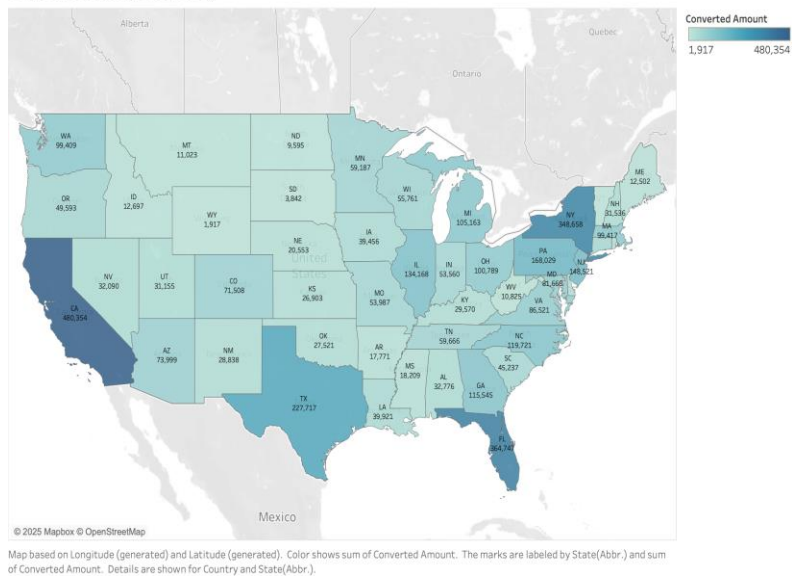 Alberta
Quebec
Ontario
Converted Amount
1,917 480,354
WA
99,409
MT
11,023
ND
9,595
MN
59,187
ME
12,502
OR
49,593
ID
12,697
SD
3,842
WI
55,761
MI
105,163
NH
31,536
NY
348,658
MA
99,417
WY
1,917
IA
39,456
NE
20,553
PA
168,029
NJ
148,521
NV
32,090
UT
31,155
CO
71,508
United
States
IL
134,168
IN
53,560
OH
100,789
MD
81,668
CA
480,354
KS
26,903
MO
53,987
KY
29,570
WV
10,825
VA
86,521
AZ
73,999
NM
28,838
OK
27,521
AR
17,771
TN
59,666
NC
119,721
SC
45,237
MS
18,209
AL
32,776
GA
115,545
TX
227,717
LA
39,921
FL
Mexico
© 2025 Mapbox © OpenStreetMap
Map based on Longitude (generated) and Latitude (generated). Color shows sum of Converted Amount. The marks are labeled by State(Abbr.) and sum
of Converted Amount. Details are shown for Country and State(Abbr.).